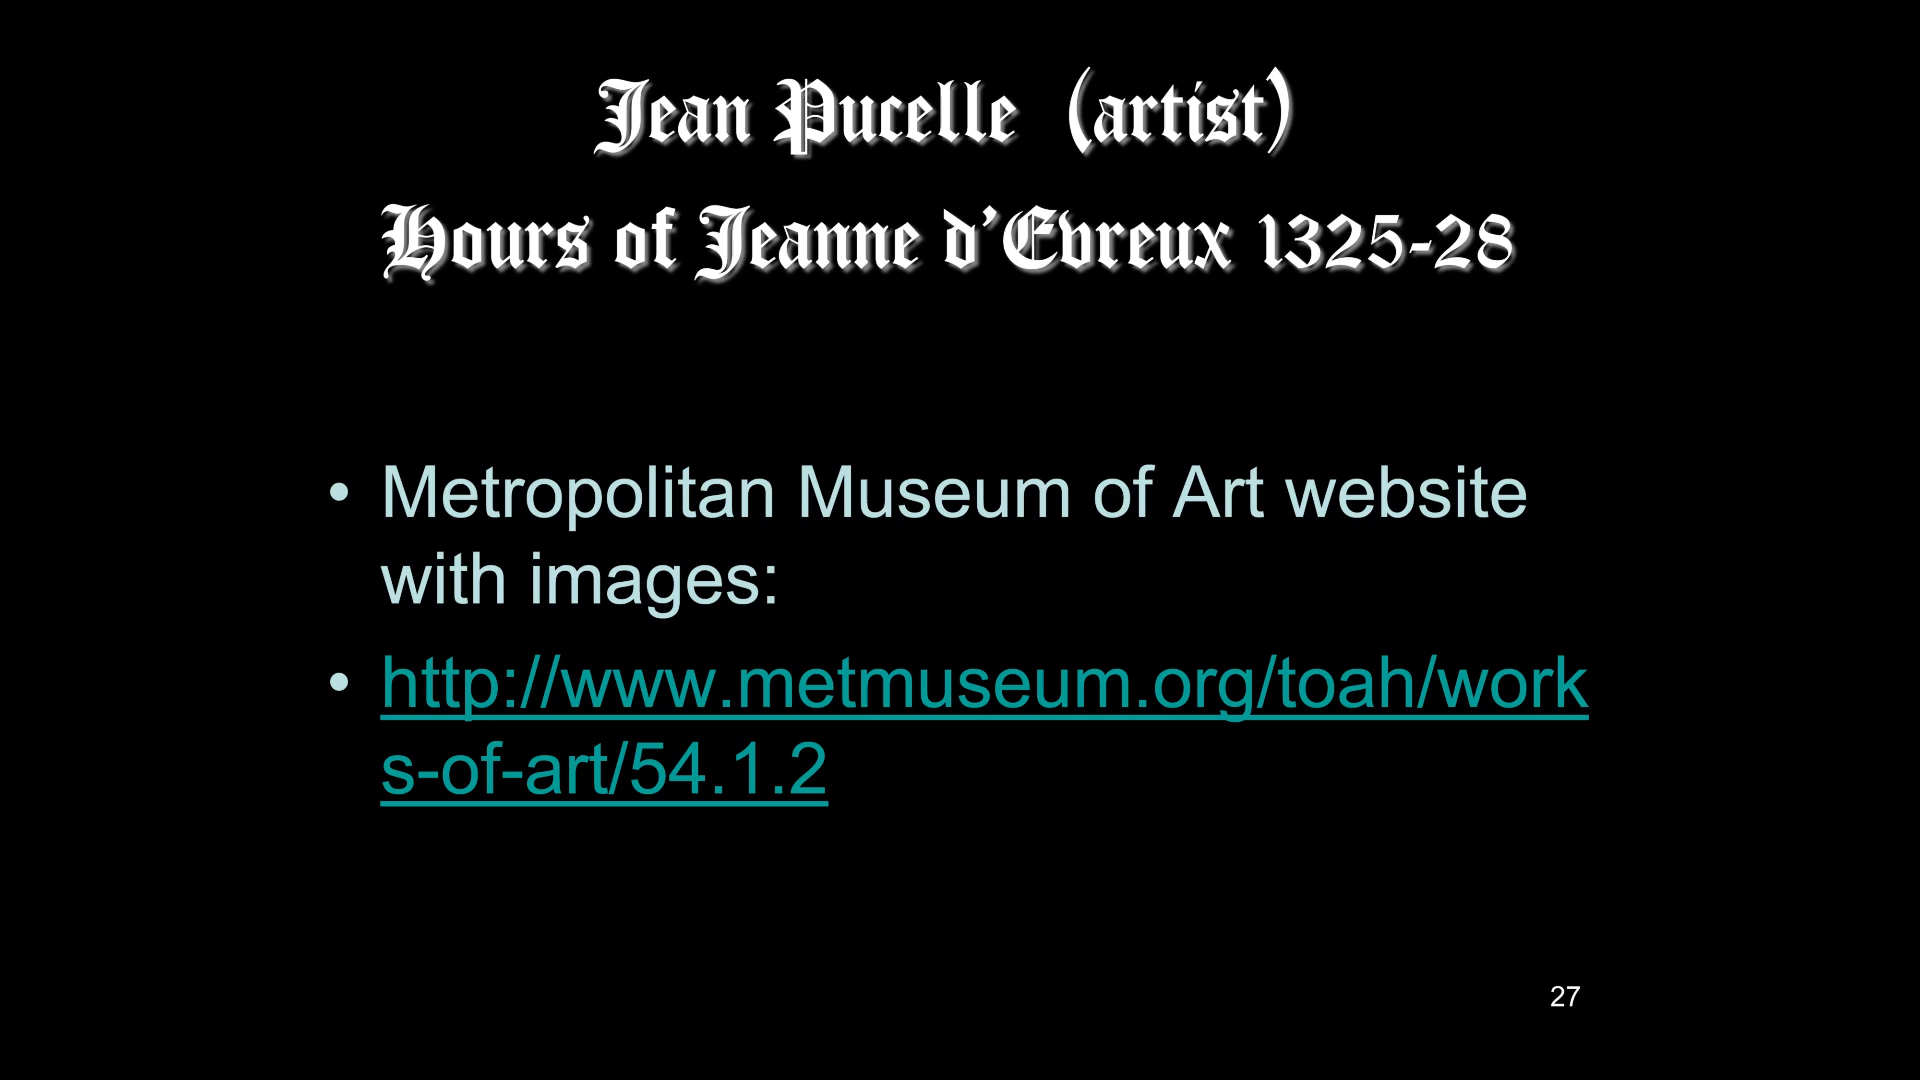 Jean Pucelle (artist)
Hours of Jeanne d’Evreux 1325-28
• Metropolitan Museum of Art website
with images:
• http://www.metmuseum.org/toah/work
s-of-art/54.1.2
27